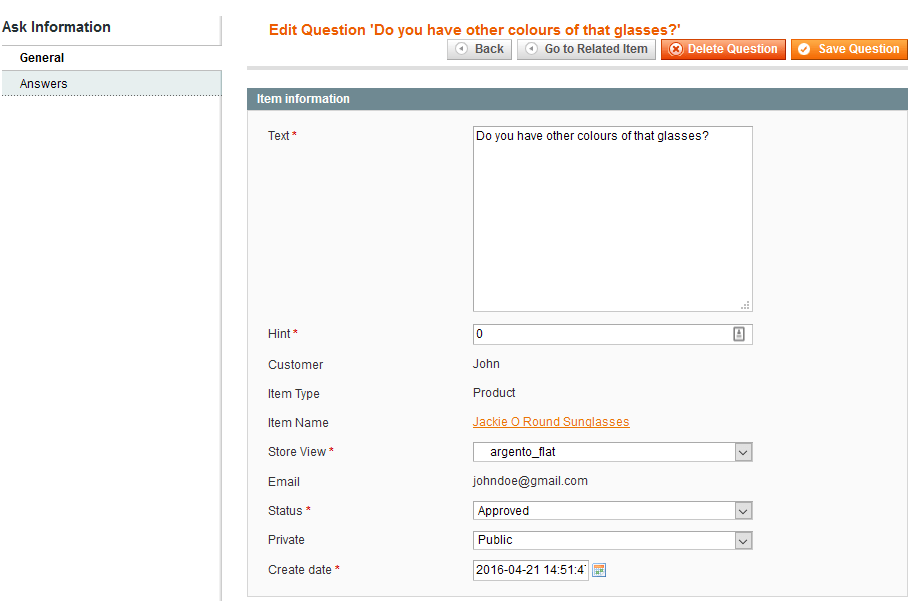 Ask Information
General
Answers
Edit Question 'Do you have other colours of that glasses?'
Back Go to Related Item Delete Question Save Question
Item information
Text * Do you have other colours of that glasses?
Hint * 0
Customer John
Item Type Product
Item Name Jackie O Round Sunglasses
Store View * argento_flat
Email johndoe@gmail.com
Status * Approved
Private Public
Create date * 2016-04-21 14:51:4